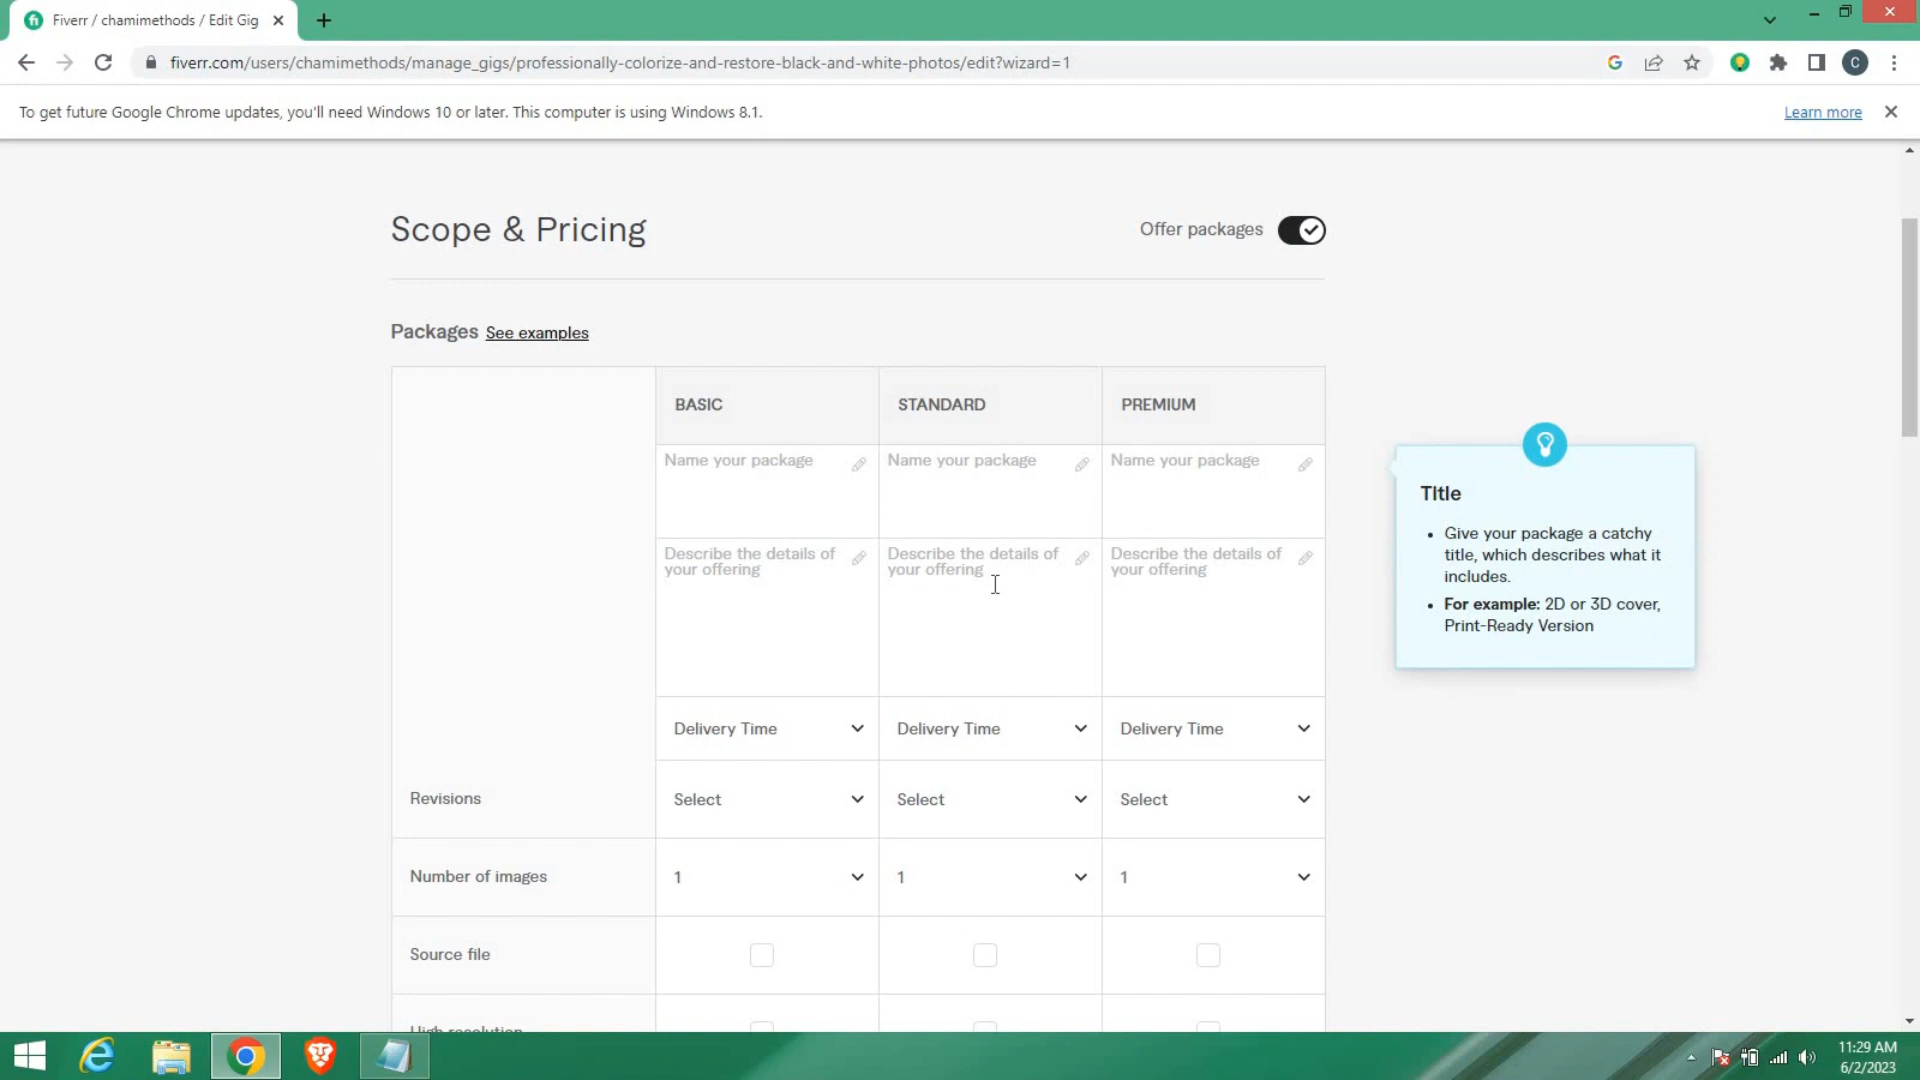 Fiverr / chamimethods / Edit Gig
fiverr.com/users/chamimethods/manage_gigs/professionally-colorize-and-restore-black-and-white-photos/edit?wizard=1
C
To get future Google Chrome updates, you'll need Windows 10 or later. This computer is using Windows 8.1.
Learn more
Scope & Pricing
Offer packages
Packages See examples
BASIC STANDARD PREMIUM
Name your package Name your package Name your package
Describe the details of Describe the details of Describe the details of
your offering your offering your offering
TItle
Give your package a catchy
title, which describes what it
includes.
For example: 2D or 3D cover,
Print-Ready Version
Delivery Time Delivery Time Delivery Time
Revisions Select Select Select
Number of images 1 1 1
Source file
High resolution
11:29 AM
6/2/2023